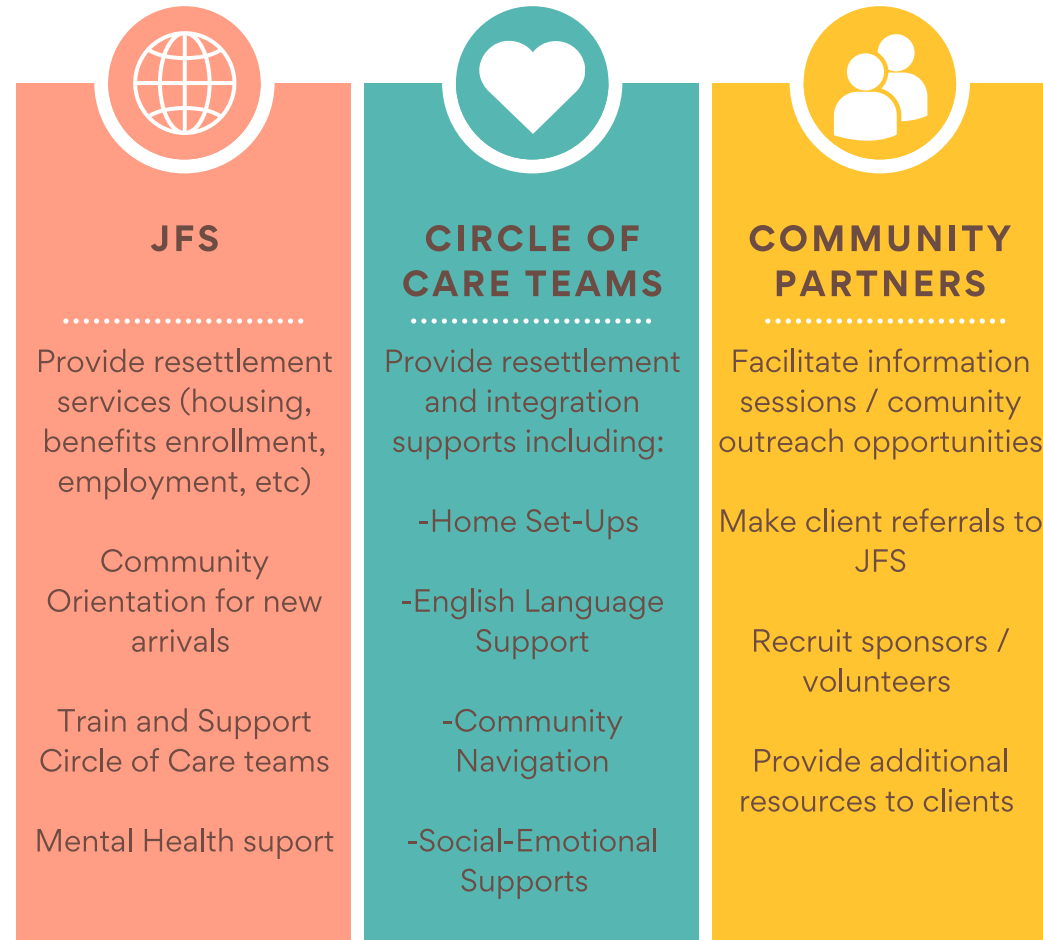 JFS
Provide resettlement
services (housing,
benefits enrollment,
employment, etc)
Community
Orientation for new
arrivals
Train and Support
Circle of Care teams
Mental Health suport
CIRCLE OF
CARE TEAMS
Provide resettlement
and integration
supports including:
-Home Set-Ups
-English Language
Support
-Community
Navigation
-Social-Emotional
Supports
COMMUNITY
PARTNERS
Facilitate information
sessions / comunity
outreach opportunities
Make client referrals to
JFS
Recruit sponsors /
volunteers
Provide additional
resources to clients